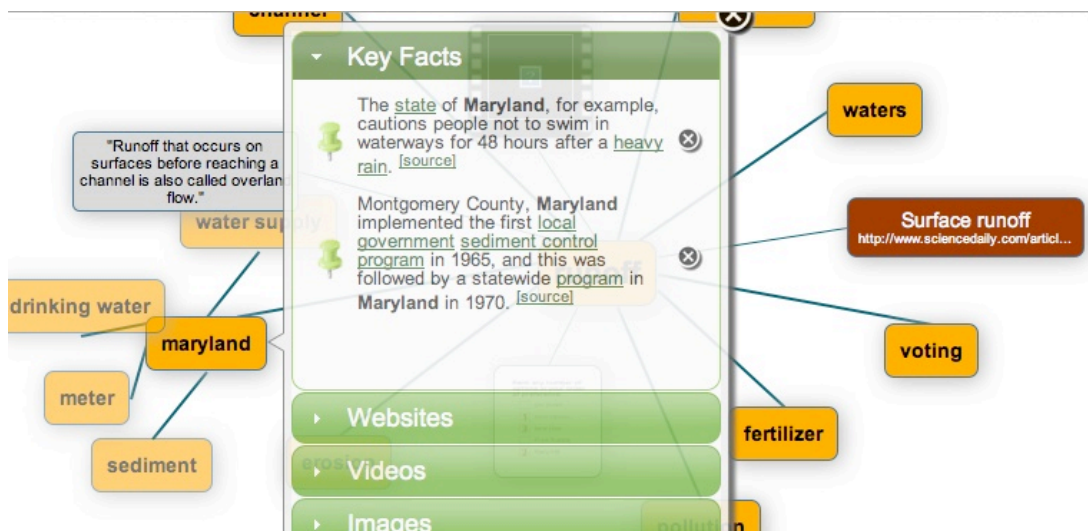 channel
Key Facts
The state of Maryland, for example,
cautions people not to swim in
waterways for 48 hours after a heavy
rain. [source]
Montgomery County, Maryland
implemented the first local
government sediment control
program in 1965, and this was
followed by a statewide program in
Maryland in 1970. [source]
Websites
Videos
Images
"Runoff that occurs on
surfaces before reaching a
channel is also called overland
flow."
water supply
drinking water
maryland
meter
sediment
erosion
runoff
waters
Surface runoff
http://www.sciencedaily.com/articl...
voting
fertilizer
pollution